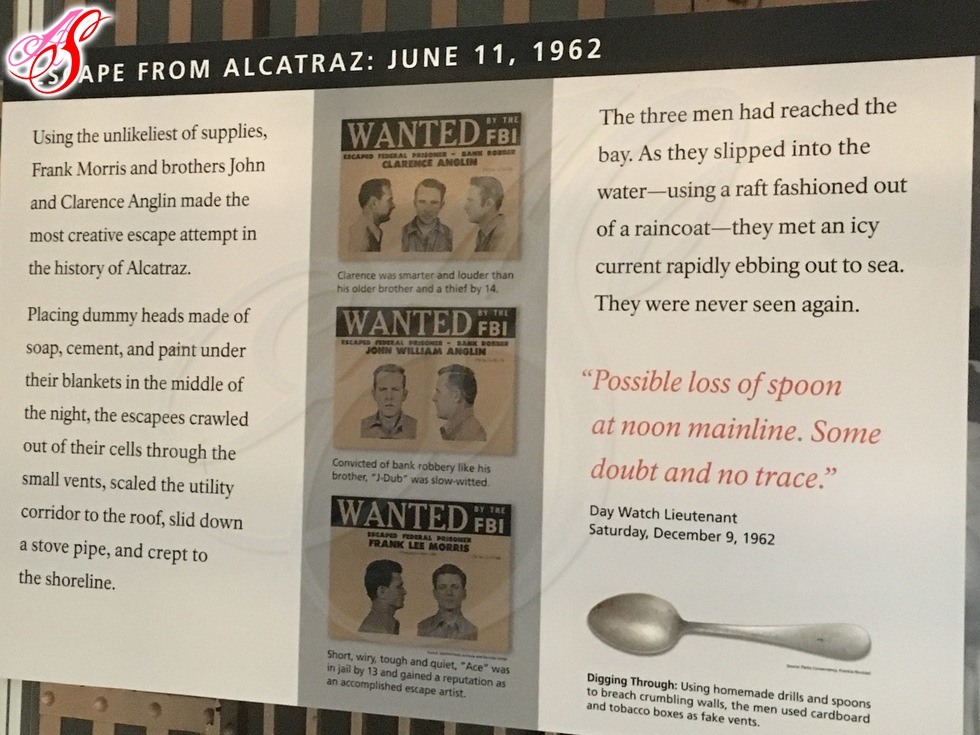 ESCAPE FROM ALCATRAZ: JUNE 11, 1962
Using the unlikeliest of supplies,
Frank Morris and brothers John
and Clarence Anglin made the
most creative escape attempt in
the history of Alcatraz.
Placing dummy heads made of
soap, cement, and paint under
their blankets in the middle of
the night, the escapees crawled
out of their cells through the
small vents, scaled the utility
corridor to the roof, slid down
a stove pipe, and crept to
the shoreline.
WANTED BY THE FBI
ESCAPED FEDERAL PRISONER - BANK ROBBER
CLARENCE ANGLIN
Clarence was smarter and louder than
his older brother and a thief by 14.
WANTED BY THE FBI
ESCAPED FEDERAL PRISONER - BANK ROBBER
JOHN WILLIAM ANGLIN
Convicted of bank robbery like his
brother, “J-Dub” was slow-witted.
WANTED BY THE FBI
ESCAPED FEDERAL PRISONER
FRANK LEE MORRIS
Short, wiry, tough and quiet, “Ace” was
in jail by 13 and gained a reputation as
an accomplished escape artist.
The three men had reached the
bay. As they slipped into the
water—using a raft fashioned out
of a raincoat—they met an icy
current rapidly ebbing out to sea.
They were never seen again.
“Possible loss of spoon
at noon mainline. Some
doubt and no trace.”
Day Watch Lieutenant
Saturday, December 9, 1962
Digging Through: Using homemade drills and spoons
to breach crumbling walls, the men used cardboard
and tobacco boxes as fake vents.